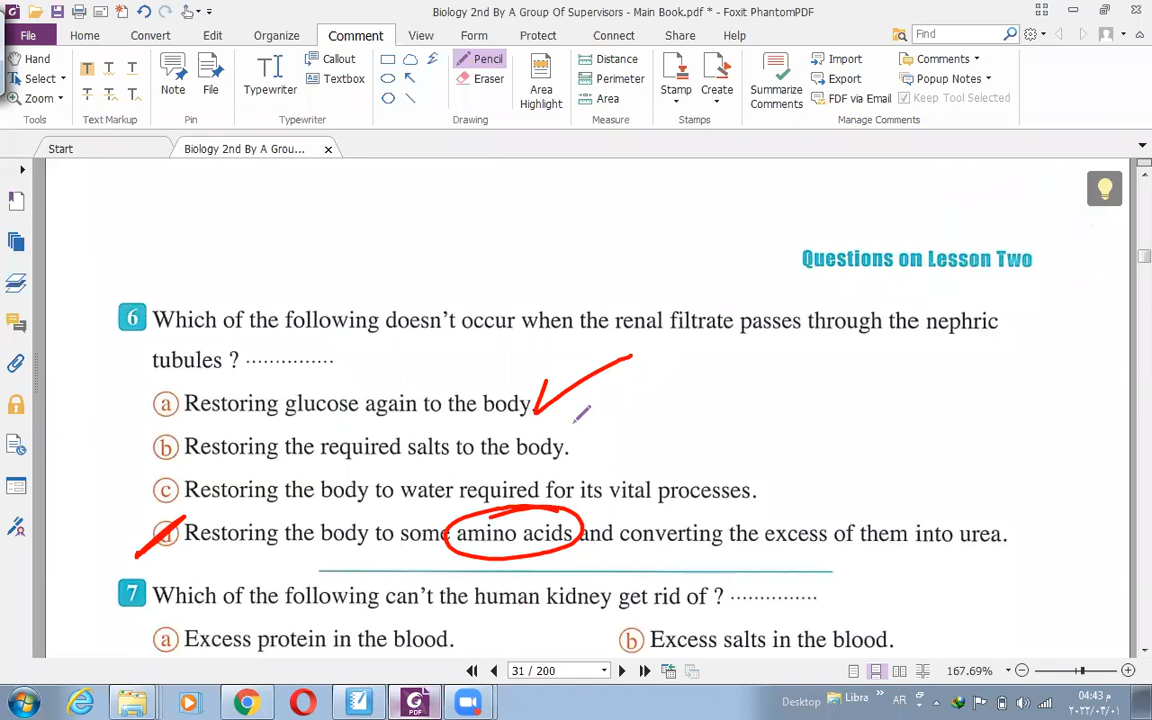 Biology 2nd By A Group Of Supervisors - Main Book.pdf * - Foxit PhantomPDF
File Home Convert Edit Organize Comment View Form Protect Connect Share Help Find
Hand
Select
Zoom
Tools
Text Markup
Note
File
Pin
Typewriter
Callout
Textbox
Typewriter
Pencil
Eraser
Drawing
Area
Highlight
Distance
Perimeter
Area
Measure
Stamp
Create
Stamps
Summarize
Comments
Import
Export
FDF via Email
Comments
Popup Notes
Keep Tool Selected
Manage Comments
Start
Biology 2nd By A Grou...
Questions on Lesson Two
6 Which of the following doesn't occur when the renal filtrate passes through the nephric
tubules ? ...............
a Restoring glucose again to the body.
b Restoring the required salts to the body.
c Restoring the body to water required for its vital processes.
d Restoring the body to some amino acids and converting the excess of them into urea.
7 Which of the following can't the human kidney get rid of ? ...............
a Excess protein in the blood.
b Excess salts in the blood.
31 / 200
167.69%
Desktop
Libra
AR
04:43 م
٢٠٢٢/٠٣/٠١